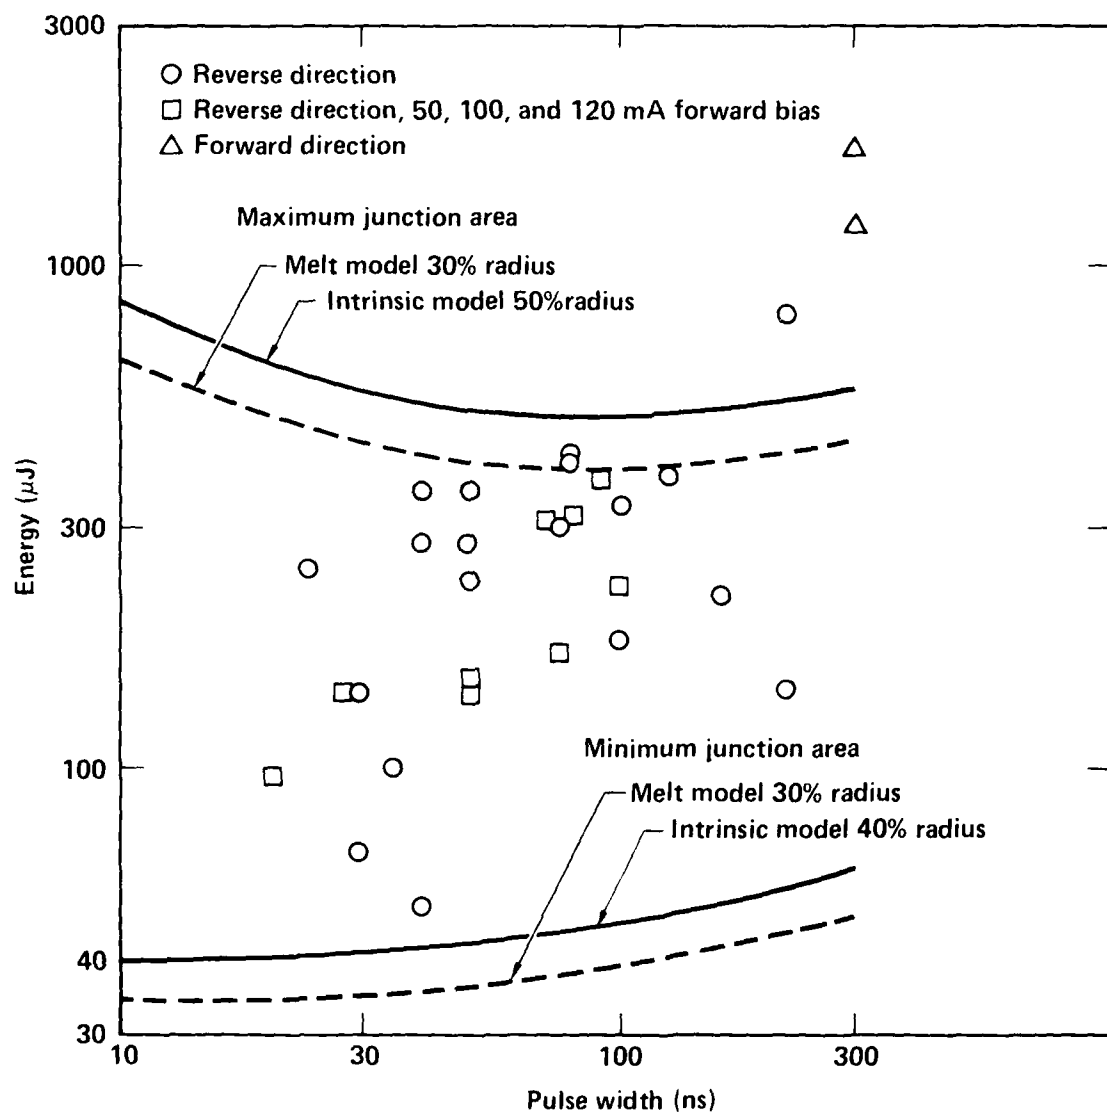 3000
Reverse direction
Reverse direction, 50, 100, and 120 mA forward bias
Forward direction
Maximum junction area
Melt model 30% radius
1000
Intrinsic model 50%radius
Energy (μJ)
300
Minimum junction area
100
Melt model 30% radius
Intrinsic model 40% radius
40
30
10
30
100
300
Pulse width (ns)